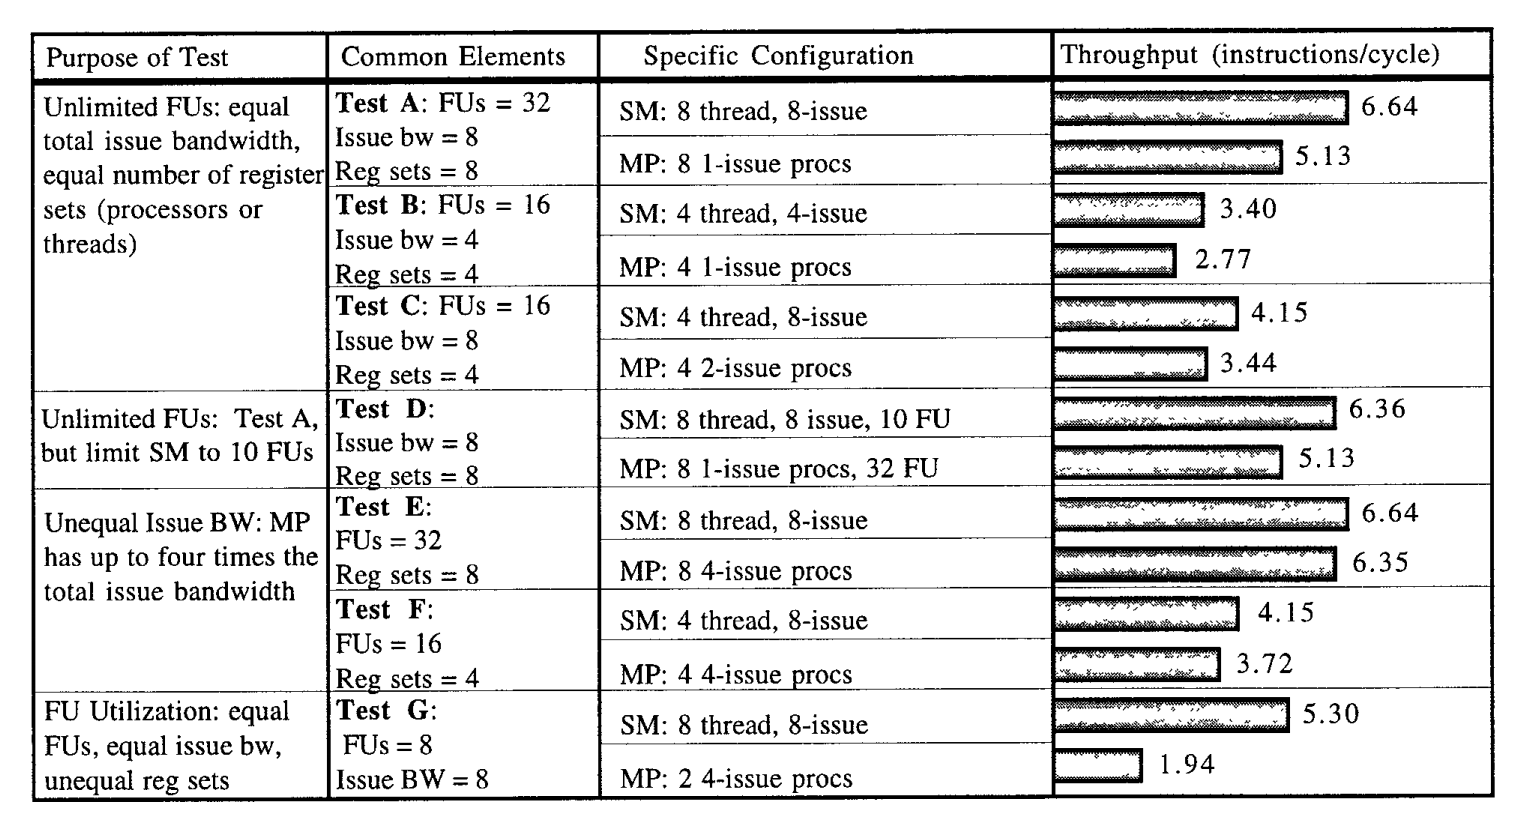 Purpose of Test
Common Elements
Specific Configuration
Throughput (instructions/cycle)
Unlimited FUs: equal
total issue bandwidth,
equal number of register
sets (processors or
threads)
Test A: FUs = 32
Issue bw = 8
Reg sets = 8
SM: 8 thread, 8-issue
6.64
MP: 8 1-issue procs
5.13
Test B: FUs = 16
Issue bw = 4
Reg sets = 4
SM: 4 thread, 4-issue
3.40
MP: 4 1-issue procs
2.77
Test C: FUs = 16
Issue bw = 8
Reg sets = 4
SM: 4 thread, 8-issue
4.15
MP: 4 2-issue procs
3.44
Unlimited FUs: Test A,
but limit SM to 10 FUs
Test D:
Issue bw = 8
Reg sets = 8
SM: 8 thread, 8 issue, 10 FU
6.36
MP: 8 1-issue procs, 32 FU
5.13
Unequal Issue BW: MP
has up to four times the
total issue bandwidth
Test E:
FUs = 32
Reg sets = 8
SM: 8 thread, 8-issue
6.64
MP: 8 4-issue procs
6.35
Test F:
FUs = 16
Reg sets = 4
SM: 4 thread, 8-issue
4.15
MP: 4 4-issue procs
3.72
FU Utilization: equal
FUs, equal issue bw,
unequal reg sets
Test G:
FUs = 8
Issue BW = 8
SM: 8 thread, 8-issue
5.30
MP: 2 4-issue procs
1.94